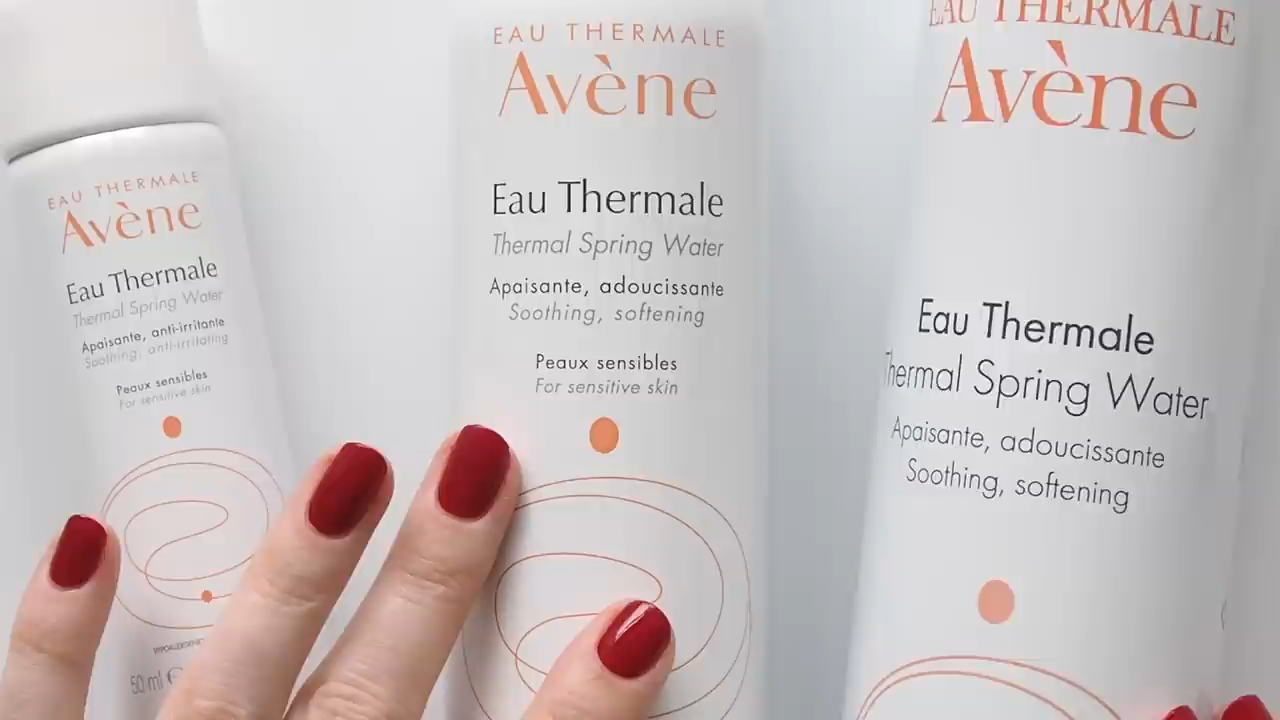 EAU THERMALE
Avène
Eau Thermale
Thermal Spring Water
Apaisante, anti-irritante
Soothing, anti-irritating
Peaux sensibles
For sensitive skin
50 ml
EAU THERMALE
Avène
Eau Thermale
Thermal Spring Water
Apaisante, adoucissante
Soothing, softening
Peaux sensibles
For sensitive skin
EAU THERMALE
Avène
Eau Thermale
Thermal Spring Water
Apaisante, adoucissante
Soothing, softening